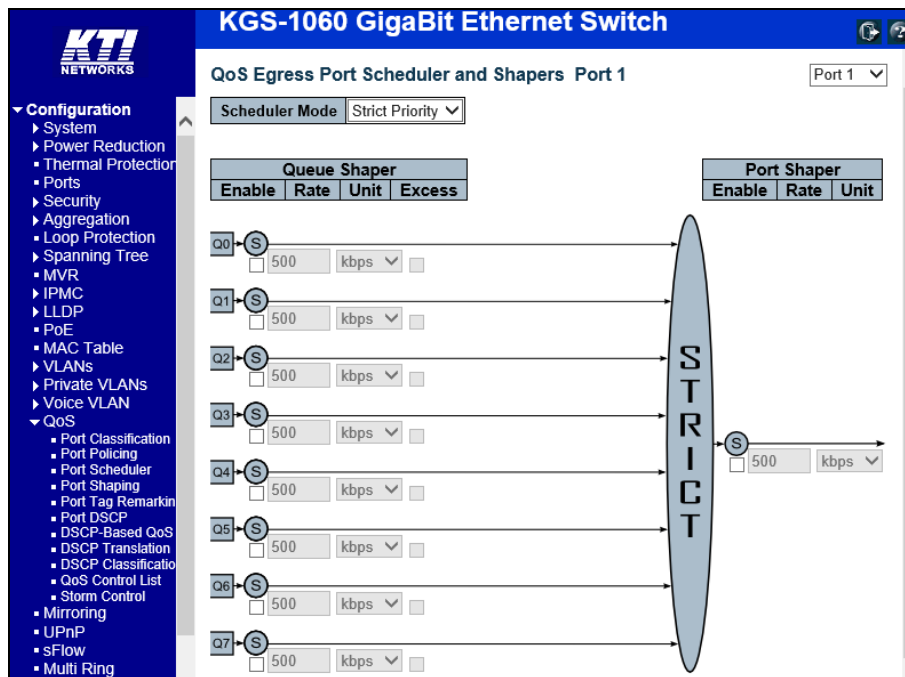 KTI
NETWORKS
KGS-1060 GigaBit Ethernet Switch
Configuration
System
Power Reduction
Thermal Protection
Ports
Security
Aggregation
Loop Protection
Spanning Tree
MVR
IPMC
LLDP
PoE
MAC Table
VLANs
Private VLANs
Voice VLAN
QoS
Port Classification
Port Policing
Port Scheduler
Port Shaping
Port Tag Remarkin
Port DSCP
DSCP-Based QoS
DSCP Translation
DSCP Classificatio
QoS Control List
Storm Control
Mirroring
UPnP
sFlow
Multi Ring
QoS Egress Port Scheduler and Shapers Port 1
Port 1
Scheduler Mode Strict Priority
Queue Shaper
Enable Rate Unit Excess
Port Shaper
Enable Rate Unit
Q0 S
500 kbps
Q1 S
500 kbps
Q2 S
500 kbps
Q3 S
500 kbps
Q4 S
500 kbps
Q5 S
500 kbps
Q6 S
500 kbps
Q7 S
500 kbps
STRICT
S
500 kbps